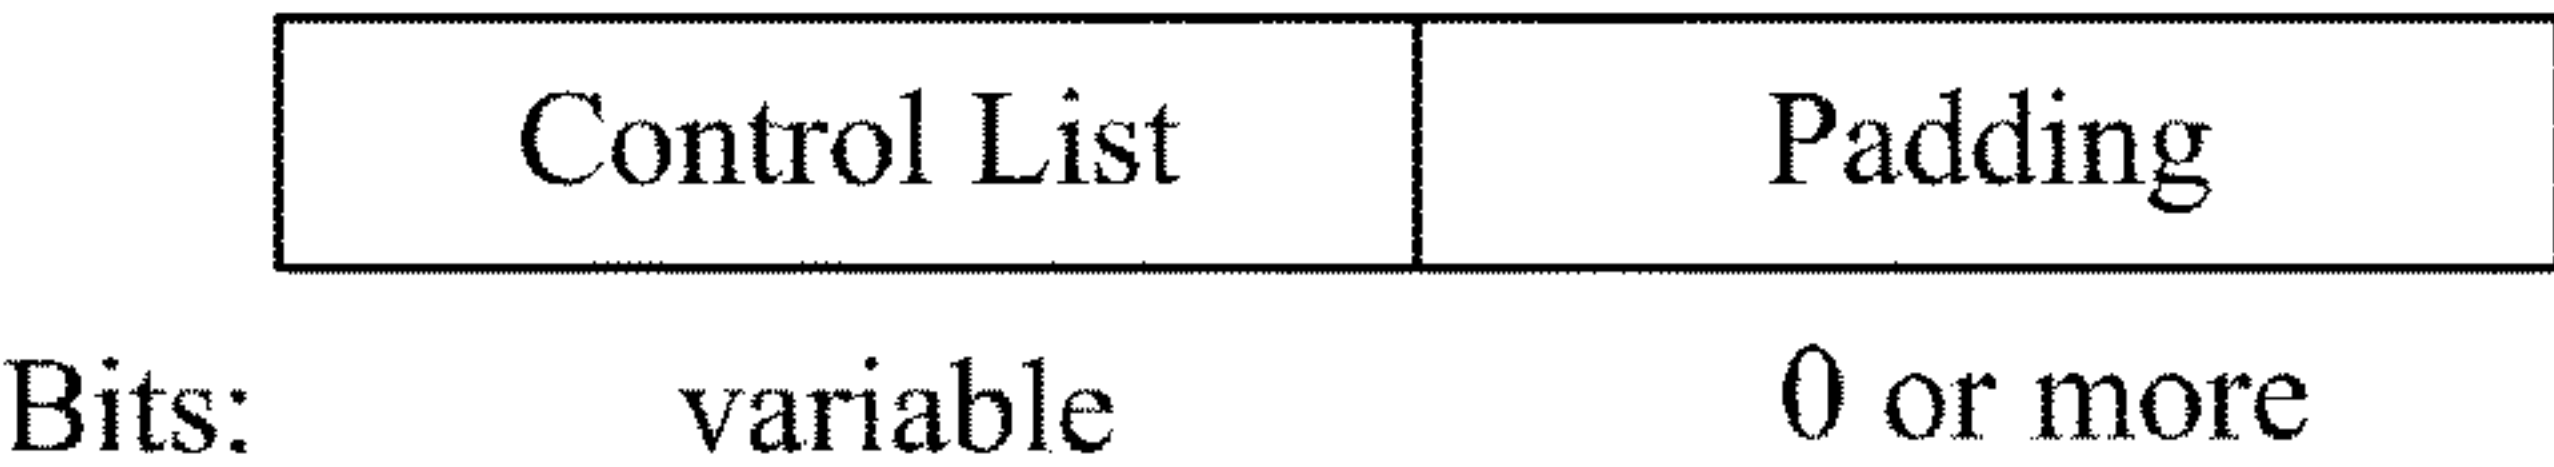 Control List Padding
Bits: variable 0 or more